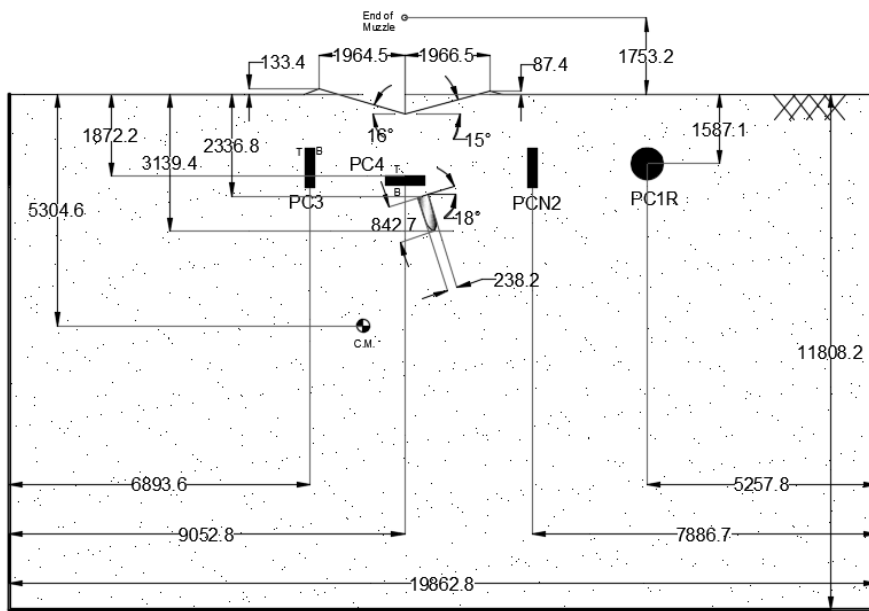 End of
Muzzle
1964.5
1966.5
133.4
87.4
1753.2
1872.2
2336.8
3139.4
16°
15°
1587.1
T
B
PC4
T
B
PC3
PCN2
PC1R
5304.6
842.7
18°
238.2
C.M.
11808.2
6893.6
5257.8
9052.8
7886.7
19862.8